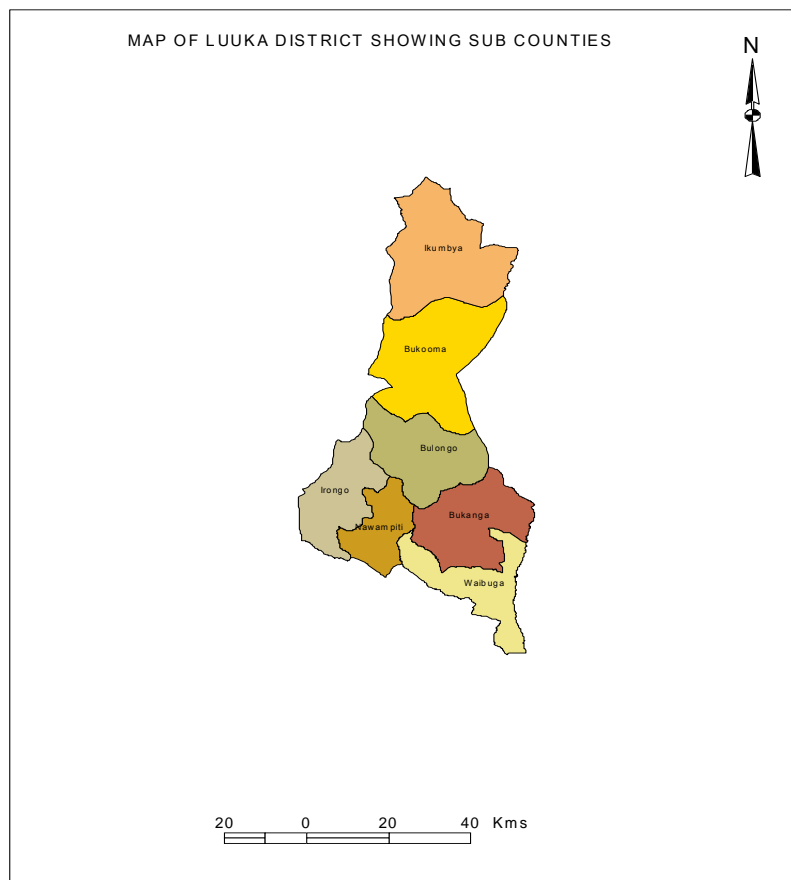 MAP OF LUUKA DISTRICT SHOWING SUB COUNTIES
N
Ikumbya
Bukooma
Bulongo
Irongo
Bukanga
Nawampiti
Waibuga
20 0 20 40 Kms